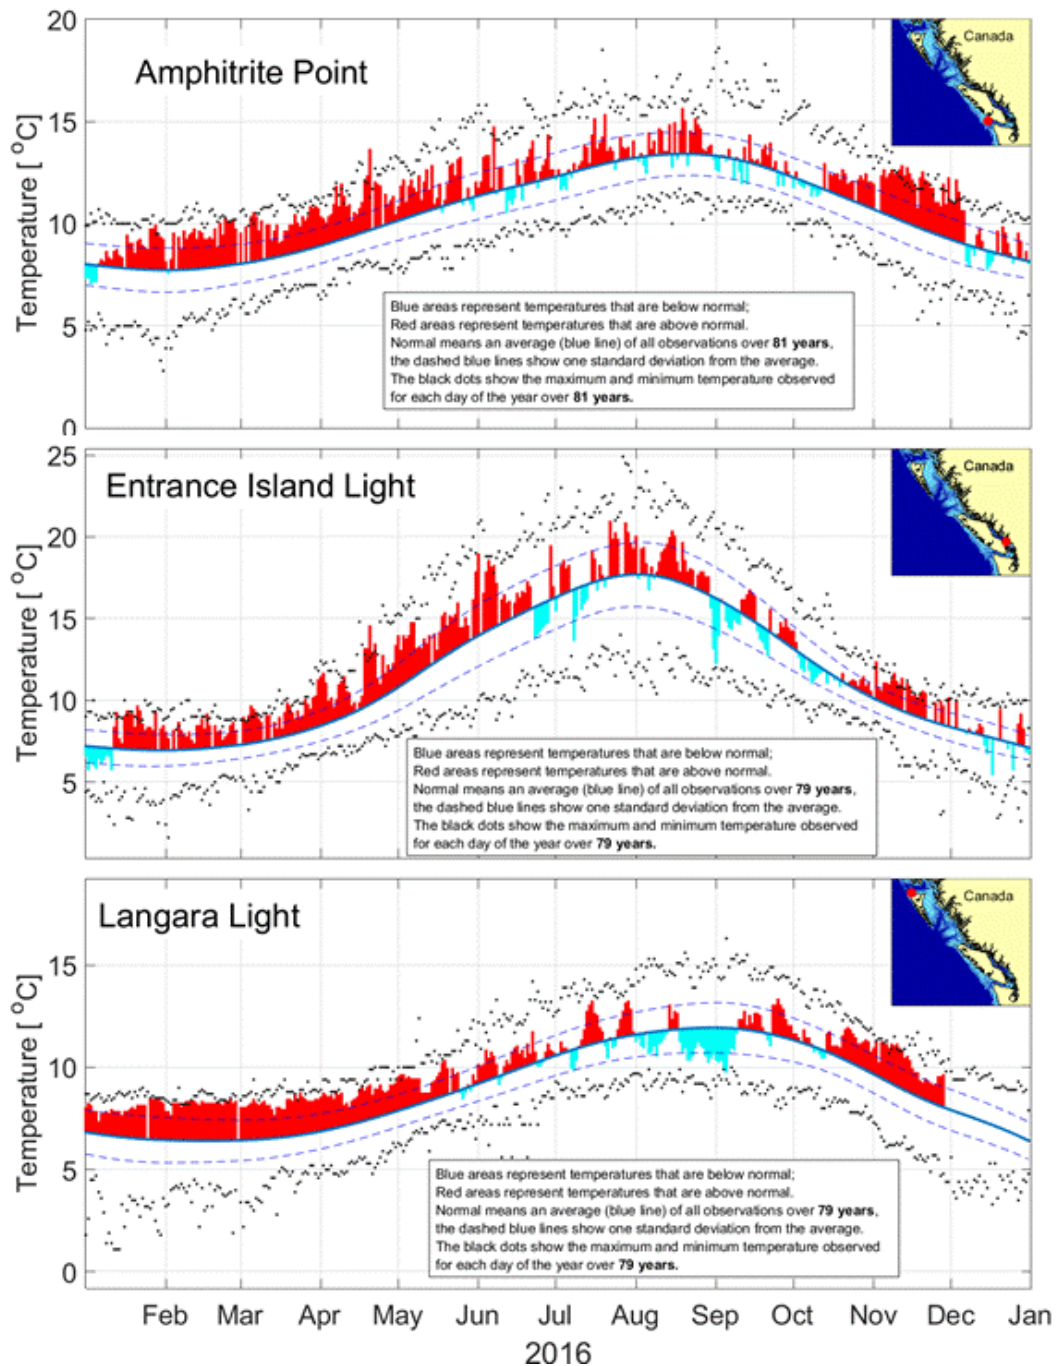 20
Amphitrite Point
Canada
15
10
5
0
Temperature [ °C]
Blue areas represent temperatures that are below normal;
Red areas represent temperatures that are above normal.
Normal means an average (blue line) of all observations over 81 years,
the dashed blue lines show one standard deviation from the average.
The black dots show the maximum and minimum temperature observed
for each day of the year over 81 years.
25
Entrance Island Light
Canada
20
15
10
5
Temperature [ °C]
Blue areas represent temperatures that are below normal;
Red areas represent temperatures that are above normal.
Normal means an average (blue line) of all observations over 79 years,
the dashed blue lines show one standard deviation from the average.
The black dots show the maximum and minimum temperature observed
for each day of the year over 79 years.
Langara Light
Canada
15
10
5
0
Temperature [ °C]
Blue areas represent temperatures that are below normal;
Red areas represent temperatures that are above normal.
Normal means an average (blue line) of all observations over 79 years,
the dashed blue lines show one standard deviation from the average.
The black dots show the maximum and minimum temperature observed
for each day of the year over 79 years.
Feb Mar Apr May Jun Jul Aug Sep Oct Nov Dec Jan
2016